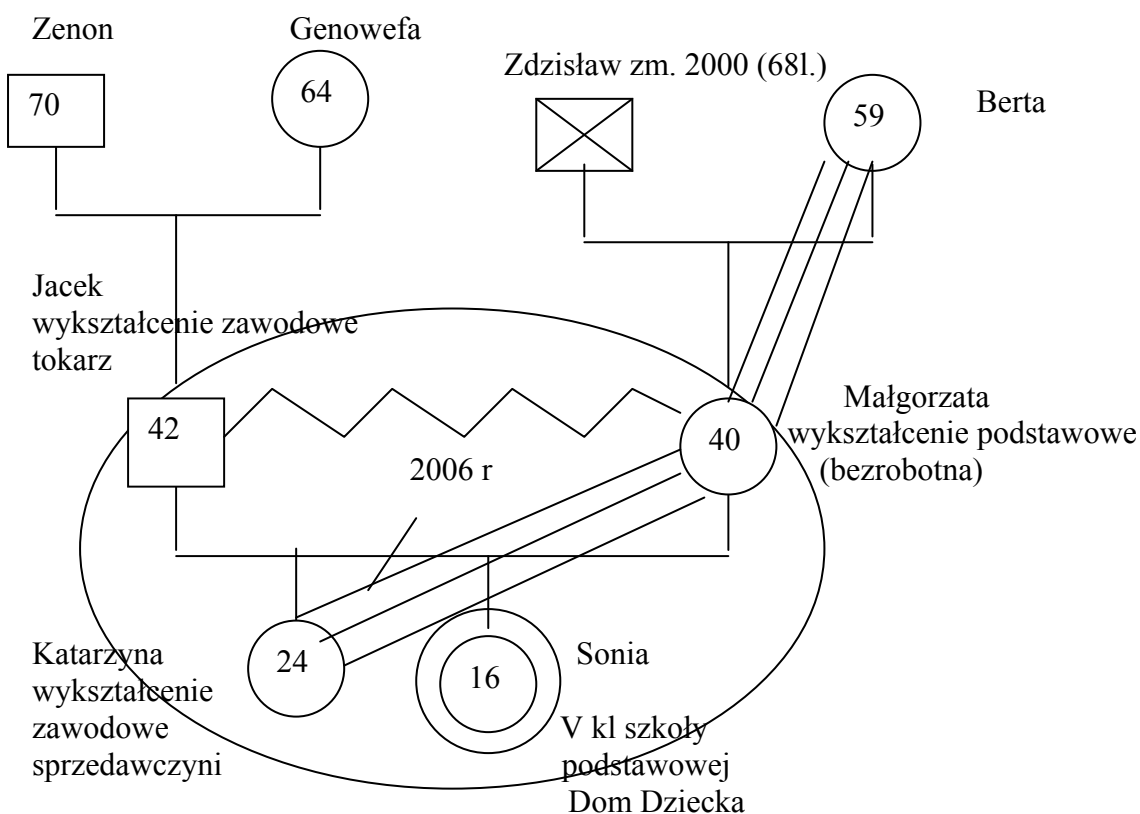 Zenon
Genowefa
Zdzisław zm. 2000 (68l.)
70
64
59
Berta
Jacek
wykształcenie zawodowe
tokarz
42
40
Małgorzata
wykształcenie podstawowe
(bezrobotna)
2006 r
Katarzyna
wykształcenie
zawodowe
sprzedawczyni
24
16
Sonia
V kl szkoły
podstawowej
Dom Dziecka